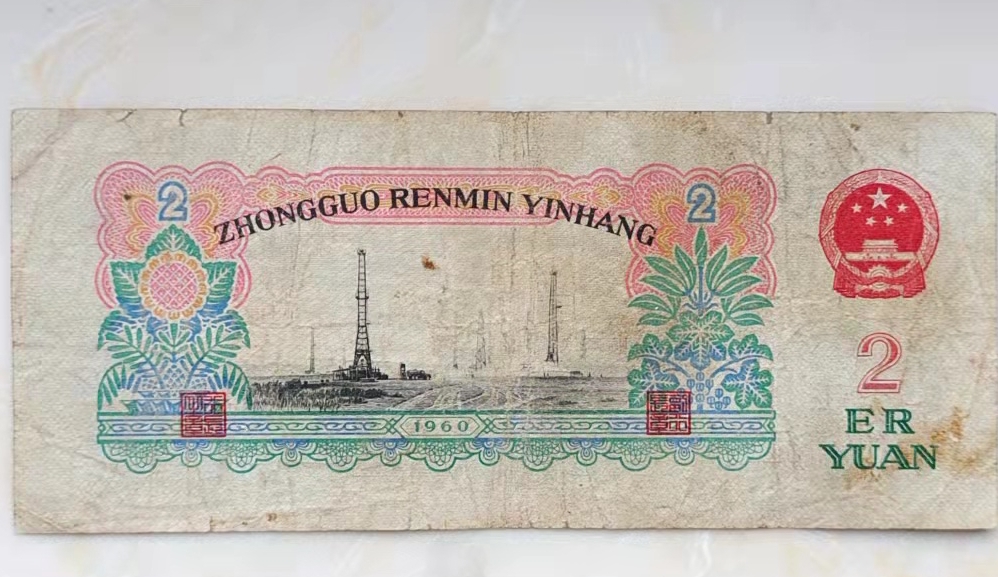 2
2
ZHONGGUO RENMIN YINHANG
2
ER
YUAN
1960